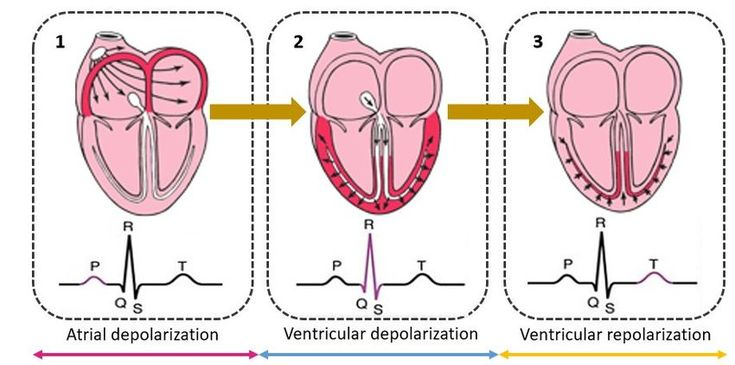 1
2
3
R
P
T
Q
S
R
P
T
Q
S
R
P
T
Q
S
Atrial depolarization
Ventricular depolarization
Ventricular repolarization